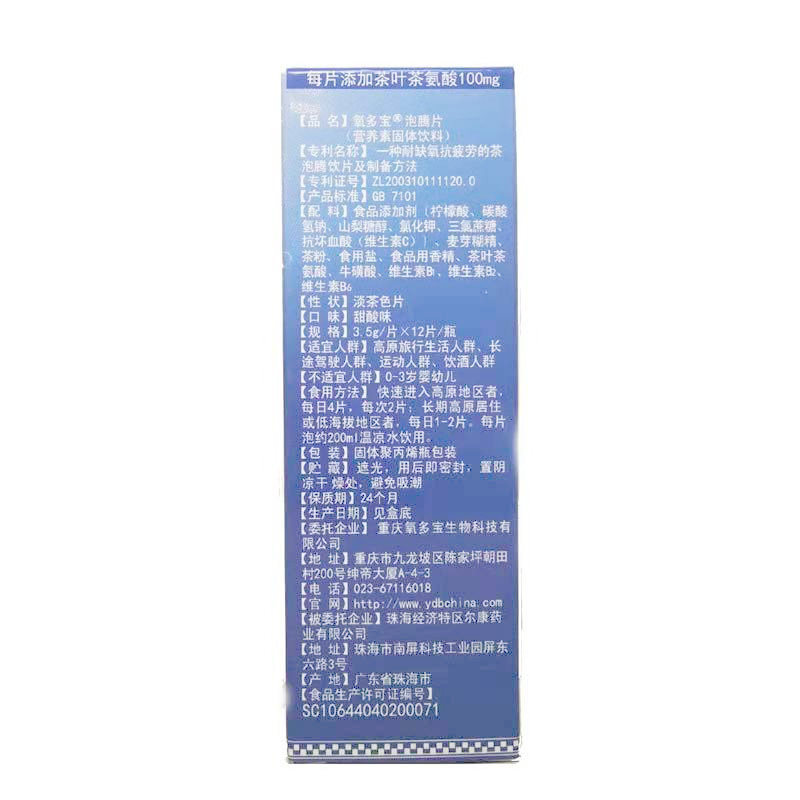 每片添加茶叶茶氨酸100mg
【品 名】氧多宝®泡腾片
（营养素固体饮料）
【专利名称】 一种耐缺氧抗疲劳的茶
泡腾饮片及制备方法
【专利证号】ZL200310111120.0
【产品标准】GB 7101
【配 料】食品添加剂（柠檬酸、碳酸
氢钠、山梨糖醇、氯化钾、三氯蔗糖、
抗坏血酸（维生素C））、麦芽糊精、
茶粉、食用盐、食品用香精、茶叶茶
氨酸、牛磺酸、维生素B₁、维生素B₂、
维生素B₆
【性 状】淡茶色片
【口 味】甜酸味
【规 格】3.5g/片×12片/瓶
【适宜人群】高原旅行生活人群、长
途驾驶人群、运动人群、饮酒人群
【不适宜人群】0-3岁婴幼儿
【食用方法】 快速进入高原地区者，
每日4片，每次2片；长期高原居住
或低海拔地区者，每日1-2片。每片
泡约200ml温凉水饮用。
【包 装】固体聚丙烯瓶包装
【贮 藏】遮光，用后即密封，置阴
凉干 燥处，避免吸潮
【保质期】24个月
【生产日期】见盒底
【委托企业】 重庆氧多宝生物科技有
限公司
【地 址】重庆市九龙坡区陈家坪朝田
村200号绅帝大厦A-4-3
【电 话】023-67116018
【官 网】http://www.ydbchina.com
【被委托企业】珠海经济特区尔康药
业有限公司
【地 址】珠海市南屏科技工业园屏东
六路3号
【产 地】广东省珠海市
【食品生产许可证编号】
SC10644040200071